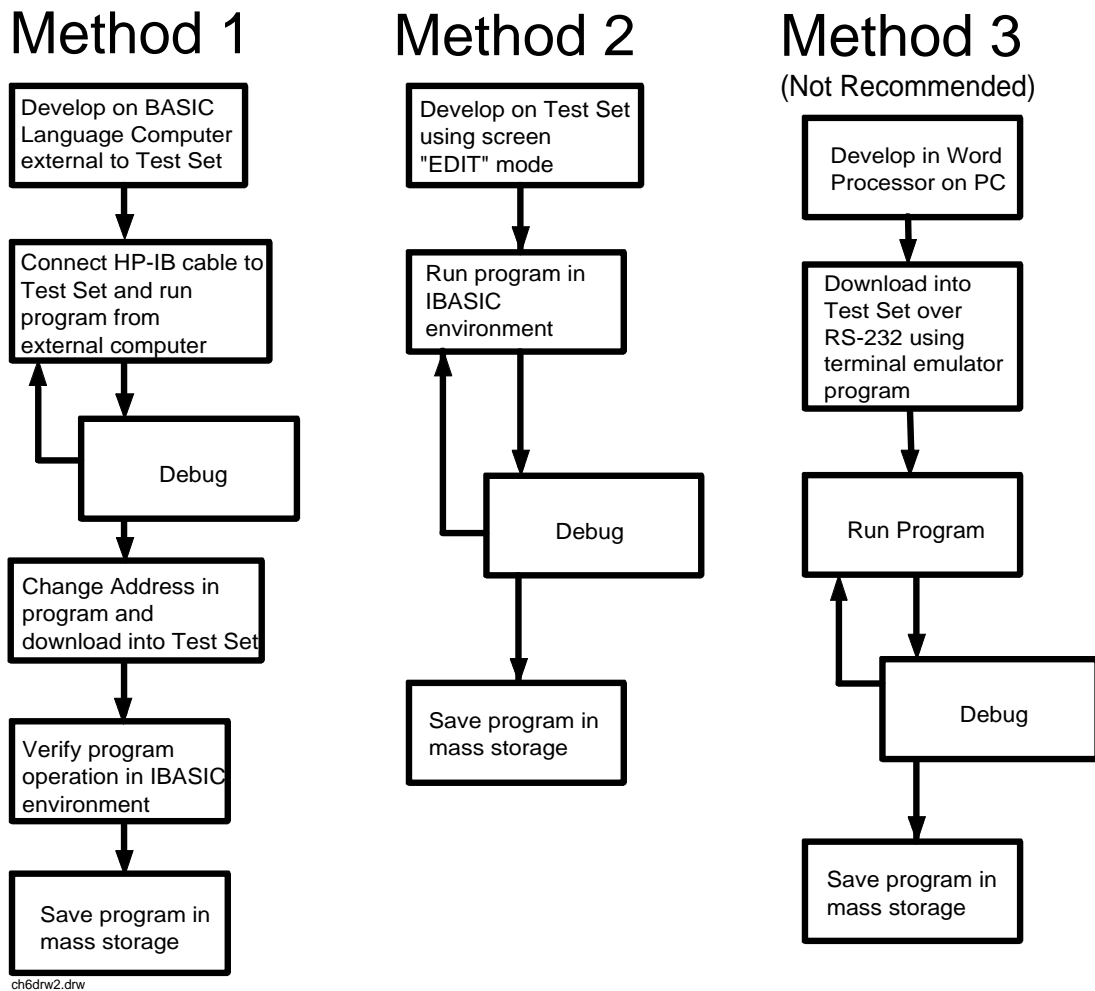 Method 1
Develop on BASIC
Language Computer
external to Test Set
Connect HP-IB cable to
Test Set and run
program from
external computer
Debug
Change Address in
program and
download into Test Set
Verify program
operation in IBASIC
environment
Save program in
mass storage
ch6drw2.drw
Method 2
Develop on Test Set
using screen
"EDIT" mode
Run program in
IBASIC
environment
Debug
Save program in
mass storage
Method 3
(Not Recommended)
Develop in Word
Processor on PC
Download into
Test Set over
RS-232 using
terminal emulator
program
Run Program
Debug
Save program in
mass storage